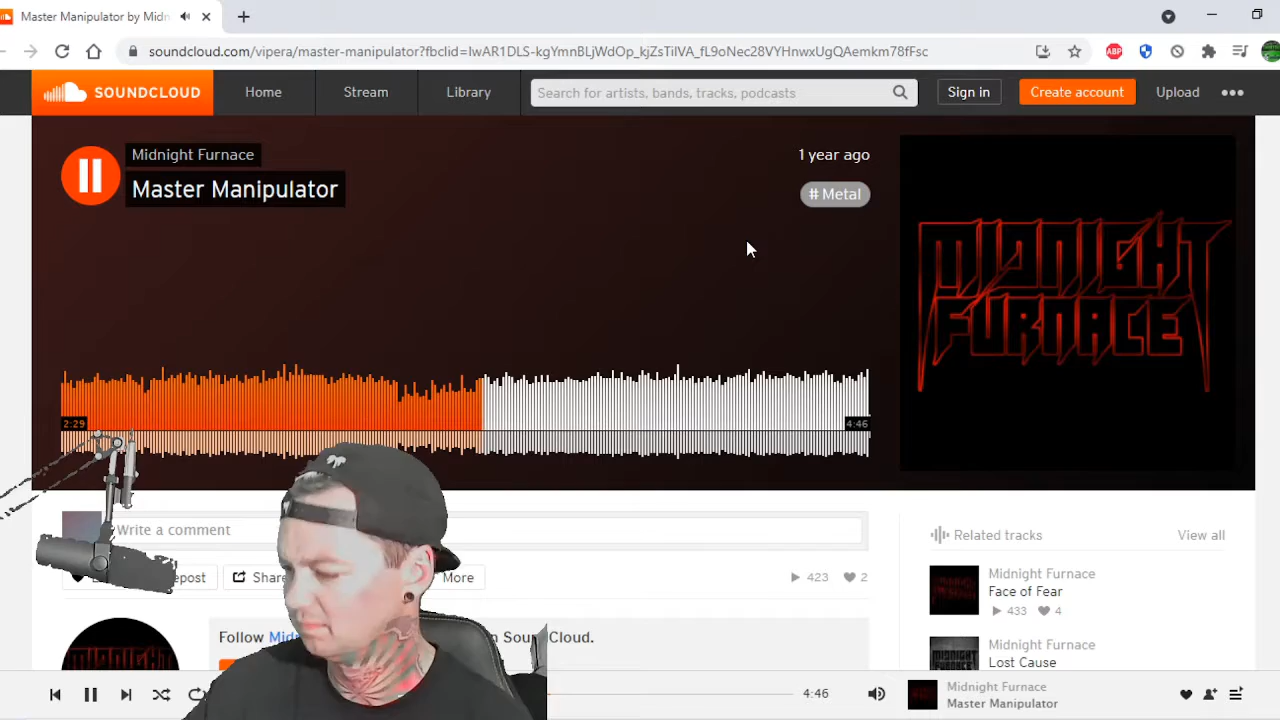 Master Manipulator by Midn
soundcloud.com/vipera/master-manipulator?fbclid=IwAR1DLS-kgYmnBLjWdOp_kjZsTiIVA_fL9oNec28VYHnwxUgQAemkm78fFsc
ABP
SOUNDCLOUD
Home
Stream
Library
Search for artists, bands, tracks, podcasts
Sign in
Create account
Upload
Midnight Furnace
Master Manipulator
1 year ago
# Metal
MIDNIGHT
FURNACE
2:29
4:46
Write a comment
Share
More
423
2
Related tracks
View all
Midnight Furnace
Face of Fear
433
4
Follow
on SoundCloud.
Midnight Furnace
Lost Cause
4:46
Midnight Furnace
Master Manipulator